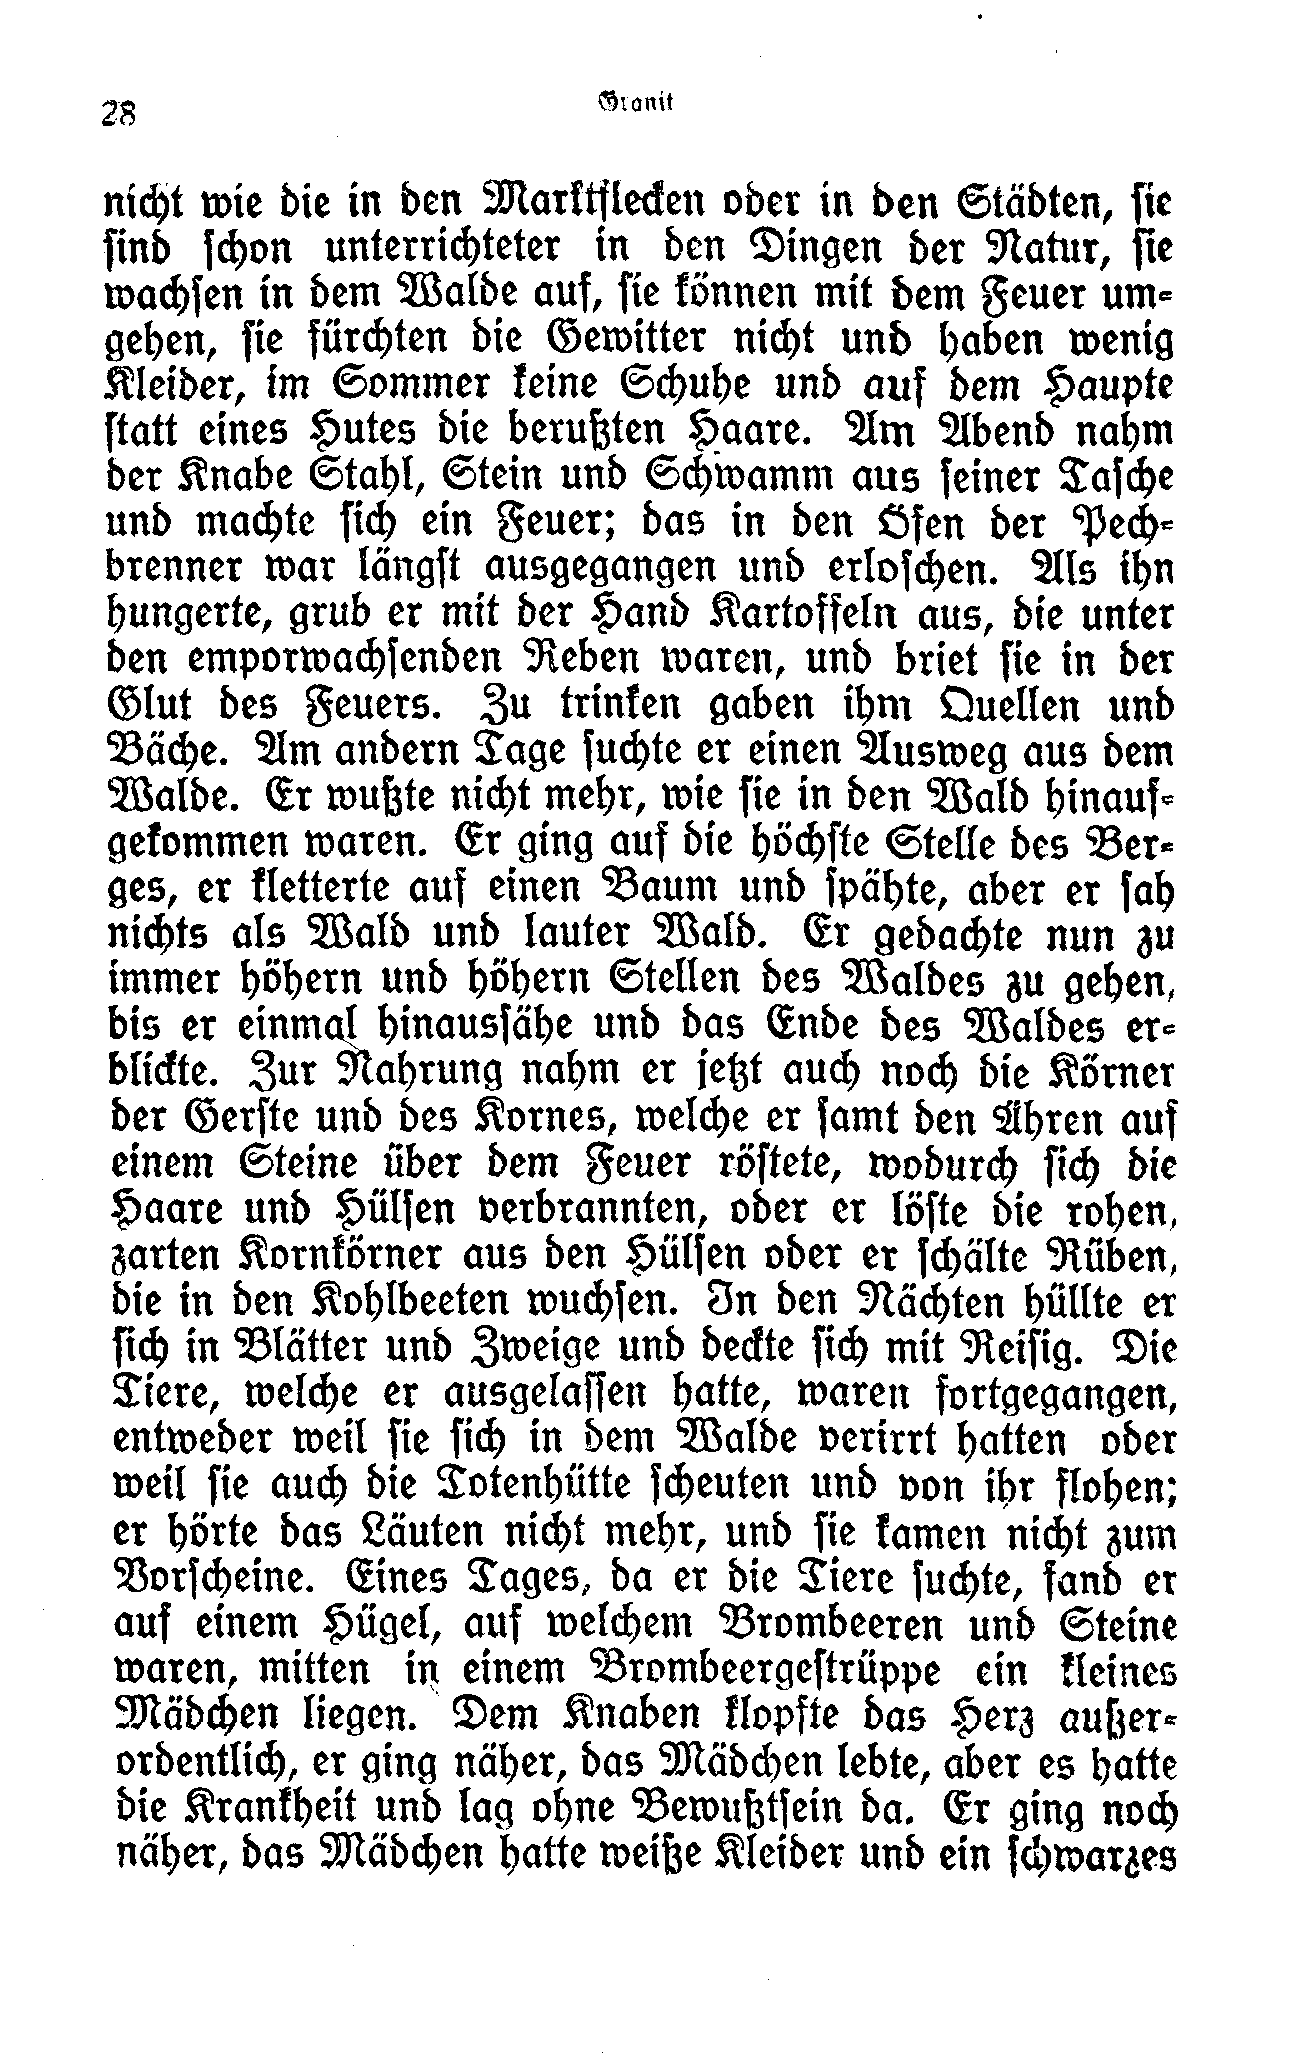 28
Granit
nicht wie die in den Marktflecken oder in den Städten, sie
sind schon unterrichteter in den Dingen der Natur, sie
wachsen in dem Walde auf, sie können mit dem Feuer um-
gehen, sie fürchten die Gewitter nicht und haben wenig
Kleider, im Sommer keine Schuhe und auf dem Haupte
statt eines Hutes die berußten Haare. Am Abend nahm
der Knabe Stahl, Stein und Schwamm aus seiner Tasche
und machte sich ein Feuer; das in den Öfen der Pech-
brenner war längst ausgegangen und erloschen. Als ihn
hungerte, grub er mit der Hand Kartoffeln aus, die unter
den emporwachsenden Reben waren, und briet sie in der
Glut des Feuers. Zu trinken gaben ihm Quellen und
Bäche. Am andern Tage suchte er einen Ausweg aus dem
Walde. Er wußte nicht mehr, wie sie in den Wald hinauf-
gekommen waren. Er ging auf die höchste Stelle des Ber-
ges, er kletterte auf einen Baum und spähte, aber er sah
nichts als Wald und lauter Wald. Er gedachte nun zu
immer höhern und höhern Stellen des Waldes zu gehen,
bis er einmal hinaussähe und das Ende des Waldes er-
blickte. Zur Nahrung nahm er jetzt auch noch die Körner
der Gerste und des Kornes, welche er samt den Ähren auf
einem Steine über dem Feuer röstete, wodurch sich die
Haare und Hülsen verbrannten, oder er löste die rohen,
zarten Kornkörner aus den Hülsen oder er schälte Rüben,
die in den Kohlbeeten wuchsen. In den Nächten hüllte er
sich in Blätter und Zweige und deckte sich mit Reisig. Die
Tiere, welche er ausgelassen hatte, waren fortgegangen,
entweder weil sie sich in dem Walde verirrt hatten oder
weil sie auch die Totenhütte scheuten und von ihr flohen;
er hörte das Läuten nicht mehr, und sie kamen nicht zum
Vorscheine. Eines Tages, da er die Tiere suchte, fand er
auf einem Hügel, auf welchem Brombeeren und Steine
waren, mitten in einem Brombeergestrüppe ein kleines
Mädchen liegen. Dem Knaben klopfte das Herz außer-
ordentlich, er ging näher, das Mädchen lebte, aber es hatte
die Krankheit und lag ohne Bewußtsein da. Er ging noch
näher, das Mädchen hatte weiße Kleider und ein schwarzes